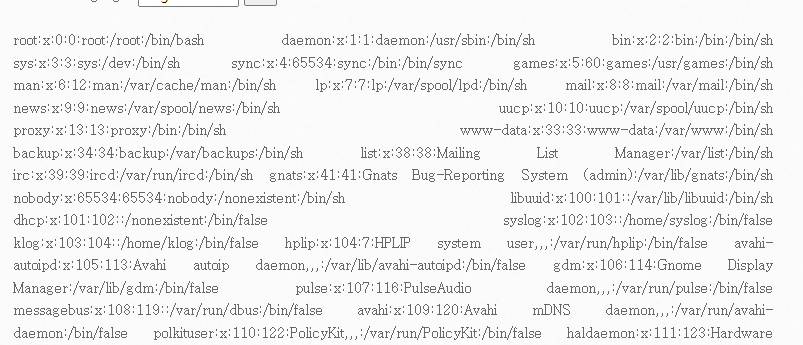 root:x:0:0:root:/root:/bin/bash daemon:x:1:1:daemon:/usr/sbin:/bin/sh bin:x:2:2:bin:/bin:/bin/sh
sys:x:3:3:sys:/dev:/bin/sh sync:x:4:65534:sync:/bin:/bin/sync games:x:5:60:games:/usr/games:/bin/sh
man:x:6:12:man:/var/cache/man:/bin/sh lp:x:7:7:lp:/var/spool/lpd:/bin/sh mail:x:8:8:mail:/var/mail:/bin/sh
news:x:9:9:news:/var/spool/news:/bin/sh uucp:x:10:10:uucp:/var/spool/uucp:/bin/sh
proxy:x:13:13:proxy:/bin:/bin/sh www-data:x:33:33:www-data:/var/www:/bin/sh
backup:x:34:34:backup:/var/backups:/bin/sh list:x:38:38:Mailing List Manager:/var/list:/bin/sh
irc:x:39:39:ircd:/var/run/ircd:/bin/sh gnats:x:41:41:Gnats Bug-Reporting System (admin):/var/lib/gnats:/bin/sh
nobody:x:65534:65534:nobody:/nonexistent:/bin/sh libuuid:x:100:101::/var/lib/libuuid:/bin/sh
dhcp:x:101:102::/nonexistent:/bin/false syslog:x:102:103::/home/syslog:/bin/false
klog:x:103:104::/home/klog:/bin/false hplip:x:104:7:HPLIP system user,,,:/var/run/hplip:/bin/false avahi-
autoipd:x:105:113:Avahi autoip daemon,,,:/var/lib/avahi-autoipd:/bin/false gdm:x:106:114:Gnome Display
Manager:/var/lib/gdm:/bin/false pulse:x:107:116:PulseAudio daemon,,,:/var/run/pulse:/bin/false
messagebus:x:108:119::/var/run/dbus:/bin/false avahi:x:109:120:Avahi mDNS daemon,,,:/var/run/avahi-
daemon:/bin/false polkituser:x:110:122:PolicyKit,,,:/var/run/PolicyKit:/bin/false haldaemon:x:111:123:Hardware